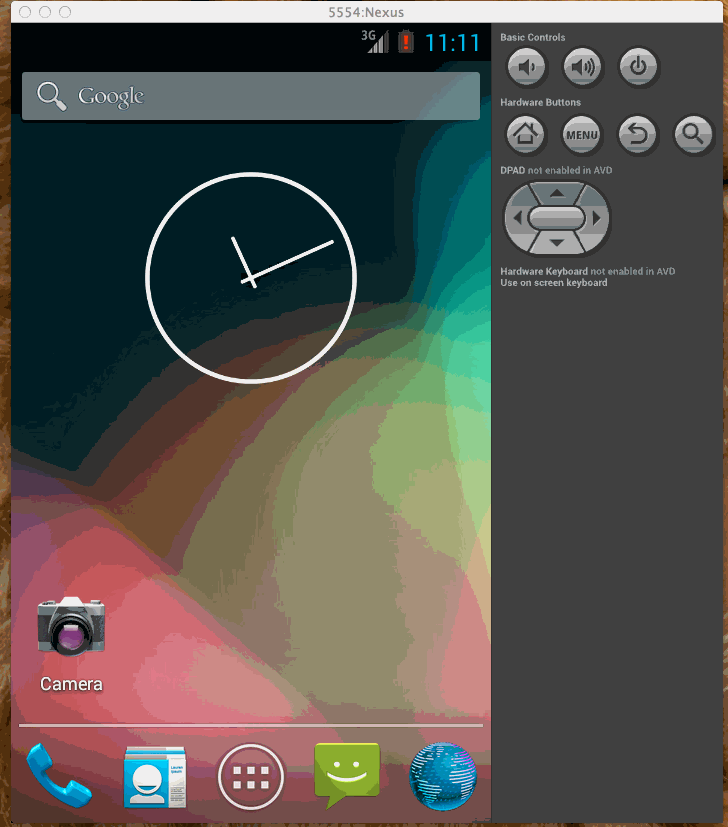 5554:Nexus
3G
11:11
Google
Camera
Basic Controls
Hardware Buttons
MENU
DPAD not enabled in AVD
Hardware Keyboard not enabled in AVD
Use on screen keyboard